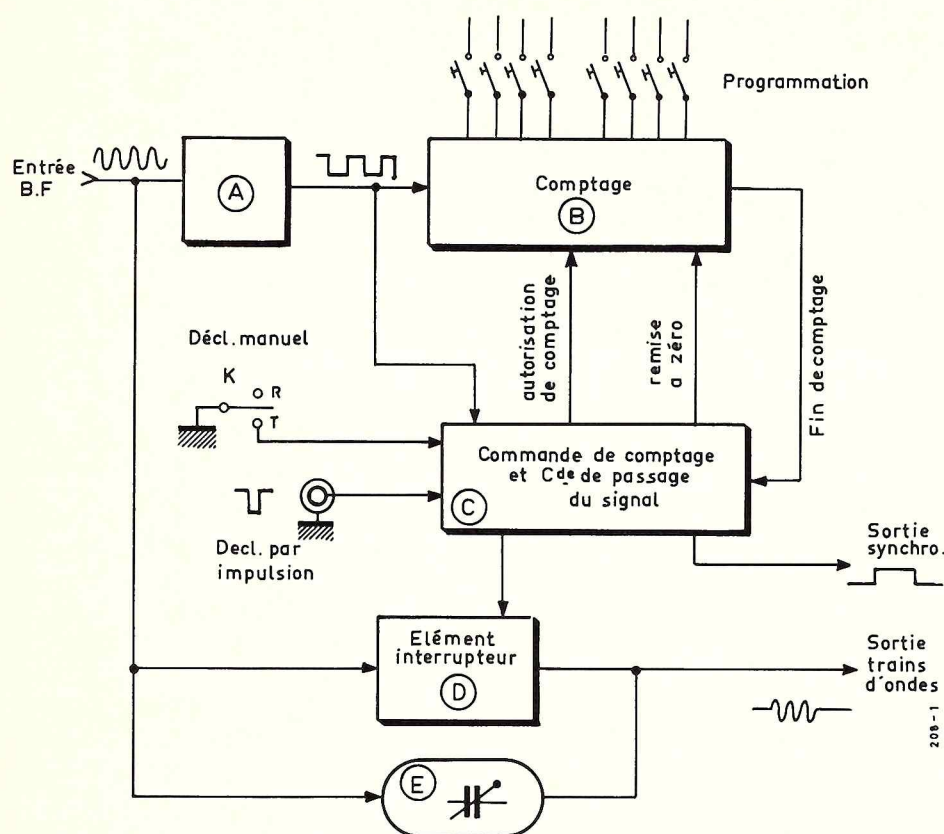 Programmation
Entrée
B.F
A
Comptage
B
autorisation
de comptage
remise
a zéro
Fin de comptage
Décl. manuel
K
R
T
Commande de comptage
et Cde de passage
du signal
C
Decl. par
impulsion
Sortie
synchro.
Elément
interrupteur
D
Sortie
trains
d'ondes
E
208-1